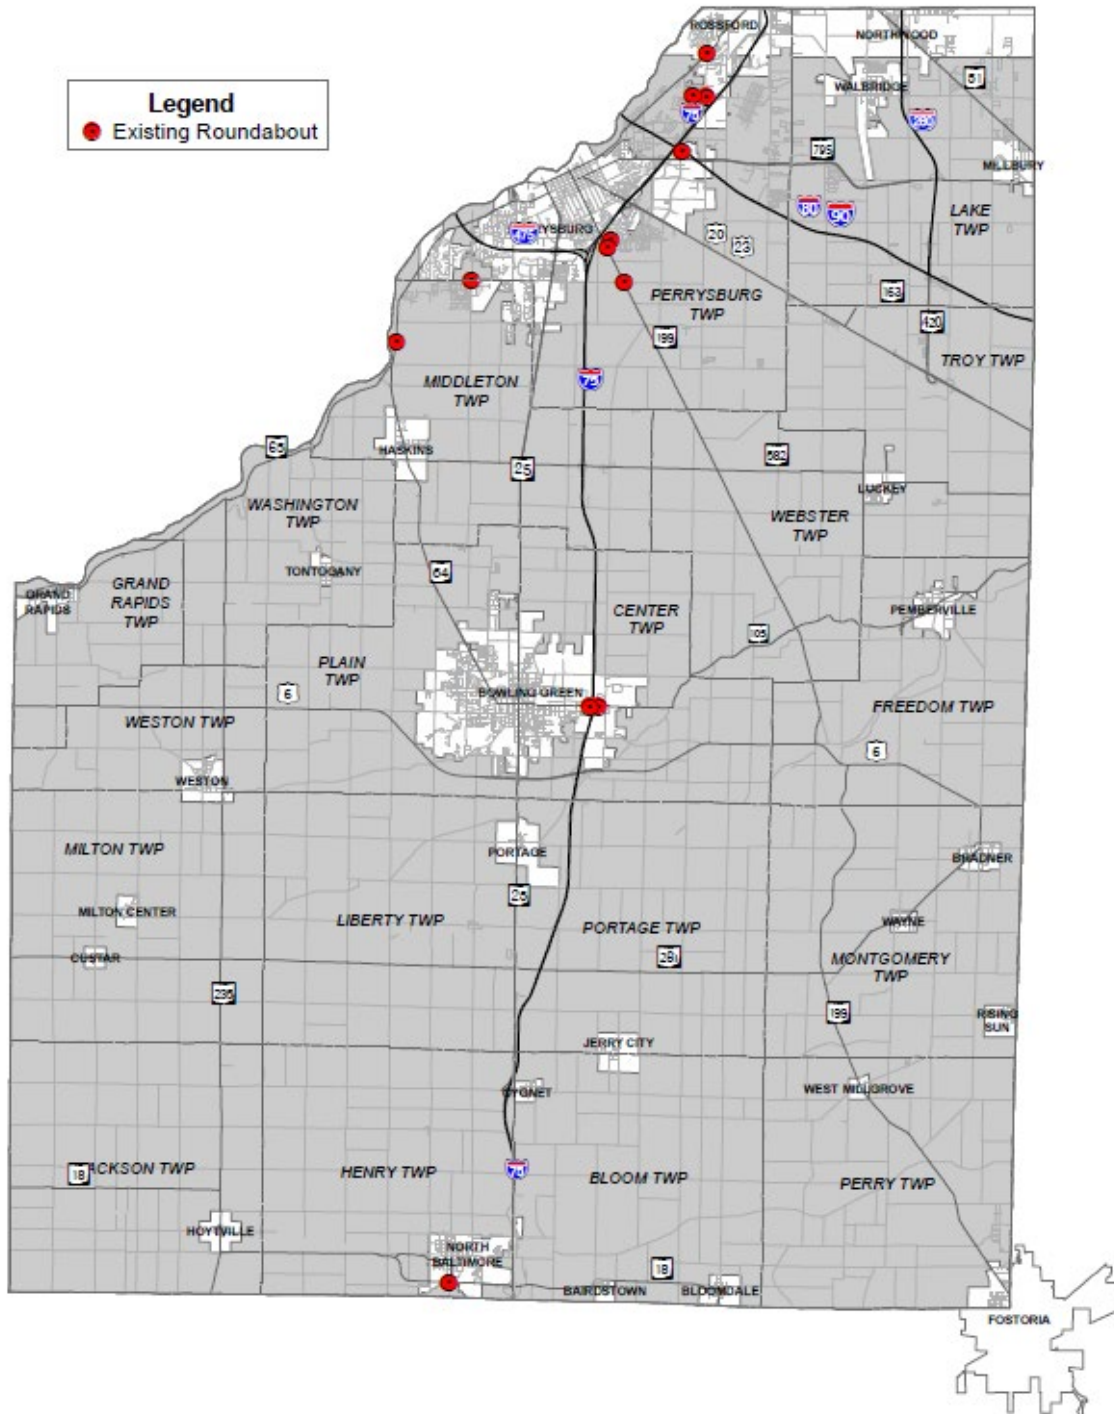 ROSSFORD
NORTHWOOD
51
Legend
WALBRIDGE
Existing Roundabout
75
280
795
MILLBURY
80
90
LAKE
TWP
475
YSBURG
20
23
163
PERRYSBURG
TWP
420
199
TROY TWP
75
MIDDLETON
TWP
65
HASKINS
25
582
LUCKEY
WASHINGTON
TWP
WEBSTER
TWP
TONTOGANY
64
GRAND
RAPIDS
GRAND
RAPIDS
TWP
CENTER
TWP
PEMBERVILLE
105
PLAIN
TWP
6
BOWLING GREEN
FREEDOM TWP
WESTON TWP
6
WESTON
MILTON TWP
PORTAGE
BRADNER
25
MILTON CENTER
LIBERTY TWP
PORTAGE TWP
WAYNE
CUSTAR
281
MONTGOMERY
TWP
235
199
RISING
SUN
JERRY CITY
CYGNET
WEST MILLGROVE
75
18
ACKSON TWP
HENRY TWP
BLOOM TWP
PERRY TWP
HOYTVILLE
NORTH
BALTIMORE
18
BAIRDSTOWN
BLOOMDALE
FOSTORIA